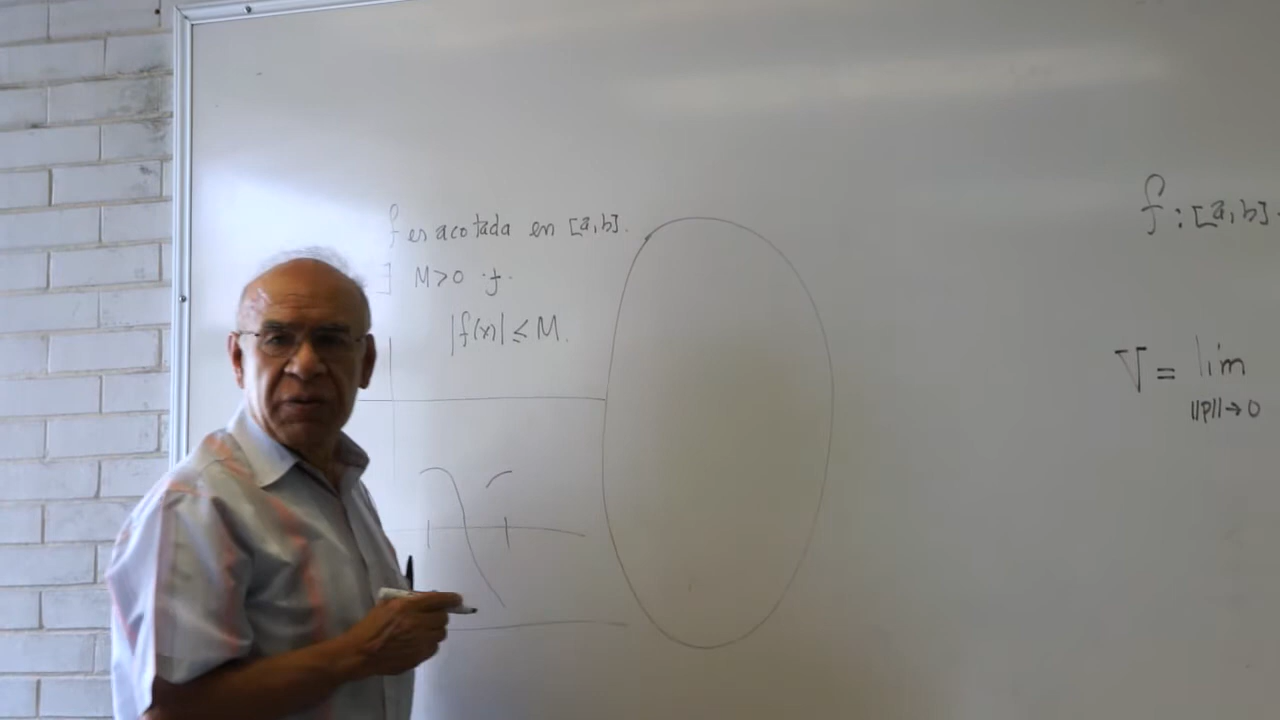 f es acotada en [a,b].
∃ M>0 ·f·
|f(x)| ≤ M.
f : [a,b].
V = lim
||p||→0